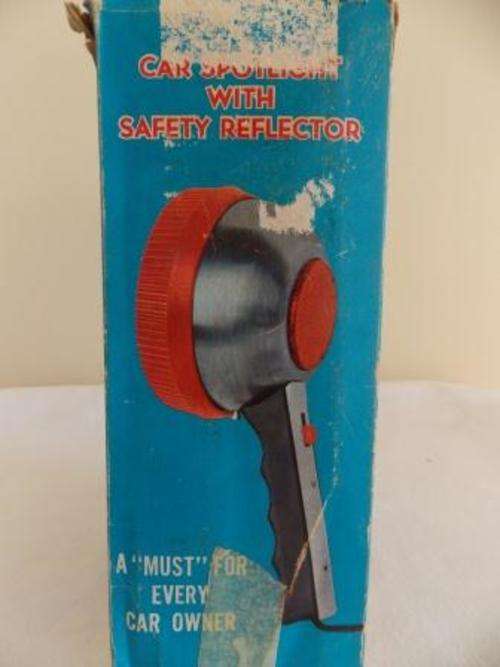 CAR SPOTLIGHT
WITH
SAFETY REFLECTOR
A "MUST" FOR
EVERY
CAR OWNER